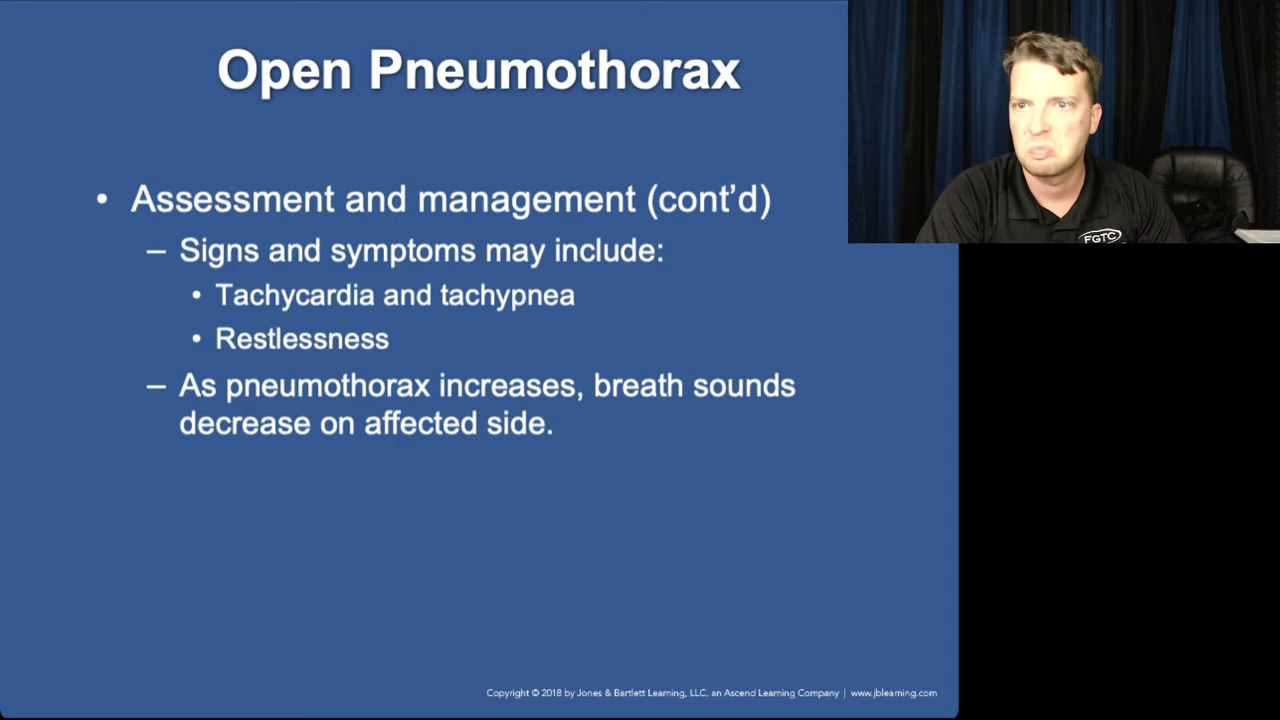 Open Pneumothorax
• Assessment and management (cont’d)
– Signs and symptoms may include:
• Tachycardia and tachypnea
• Restlessness
– As pneumothorax increases, breath sounds
decrease on affected side.
FGTC
Copyright © 2018 by Jones & Bartlett Learning, LLC, an Ascend Learning Company | www.jblearning.com